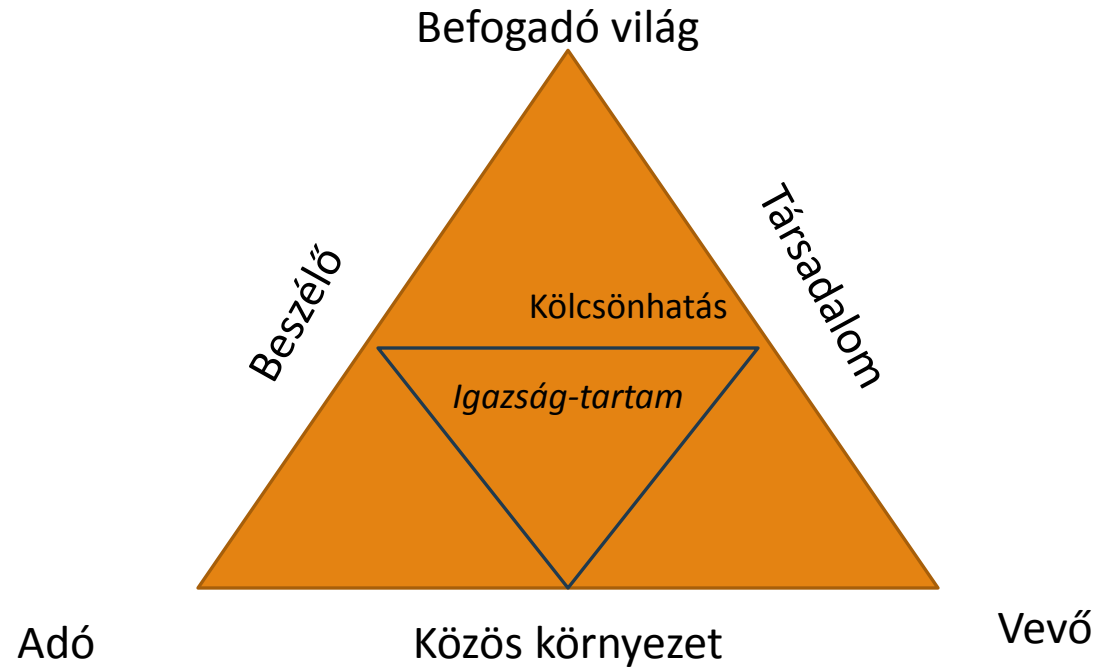 Befogadó világ
Beszélő
Társadalom
Kölcsönhatás
Igazság-tartam
Adó
Közös környezet
Vevő